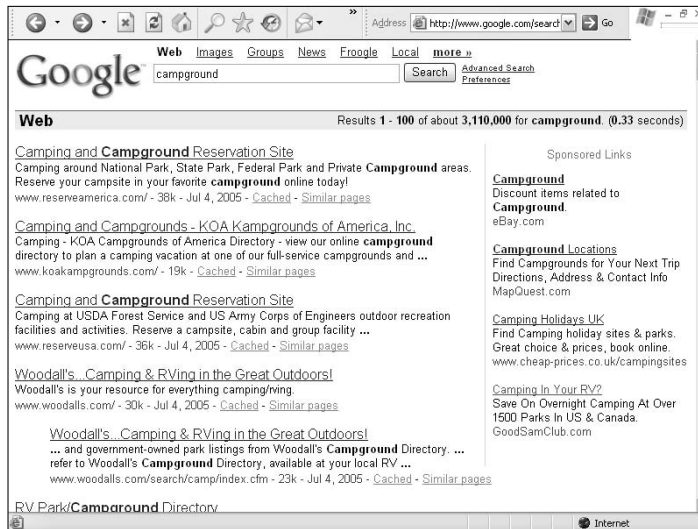 » Address http://www.google.com/search Go
Web Images Groups News Froogle Local more »
Google
campground Search Advanced Search
Preferences
Web Results 1 - 100 of about 3,110,000 for campground. (0.33 seconds)
Camping and Campground Reservation Site
Camping around National Park, State Park, Federal Park and Private Campground areas.
Reserve your campsite in your favorite campground online today!
www.reserveamerica.com/ - 38k - Jul 4, 2005 - Cached - Similar pages
Camping and Campgrounds - KOA Kampgrounds of America, Inc.
Camping - KOA Campgrounds of America Directory - view our online campground
directory to plan a camping vacation at one of our full-service campgrounds and ...
www.koakampgrounds.com/ - 19k - Cached - Similar pages
Camping and Campground Reservation Site
Camping at USDA Forest Service and US Army Corps of Engineers outdoor recreation
facilities and activities. Reserve a campsite, cabin and group facility ...
www.reserveusa.com/ - 36k - Jul 4, 2005 - Cached - Similar pages
Woodall's...Camping & RVing in the Great Outdoors!
Woodall's is your resource for everything camping/rving.
www.woodalls.com/ - 30k - Jul 4, 2005 - Cached - Similar pages
Woodall's...Camping & RVing in the Great Outdoors!
... and government-owned park listings from Woodall's Campground Directory. ...
refer to Woodall's Campground Directory, available at your local RV ...
www.woodalls.com/search/camp/index.cfm - 23k - Jul 4, 2005 - Cached - Similar pages
RV Park/Campground Directory
Sponsored Links
Campground
Discount items related to
Campground.
eBay.com
Campground Locations
Find Campgrounds for Your Next Trip
Directions, Address & Contact Info
MapQuest.com
Camping Holidays UK
Find Camping holiday sites & parks.
Great choice & prices, book online.
www.cheap-prices.co.uk/campingsites
Camping In Your RV?
Save On Overnight Camping At Over
1500 Parks In US & Canada.
GoodSamClub.com
Internet